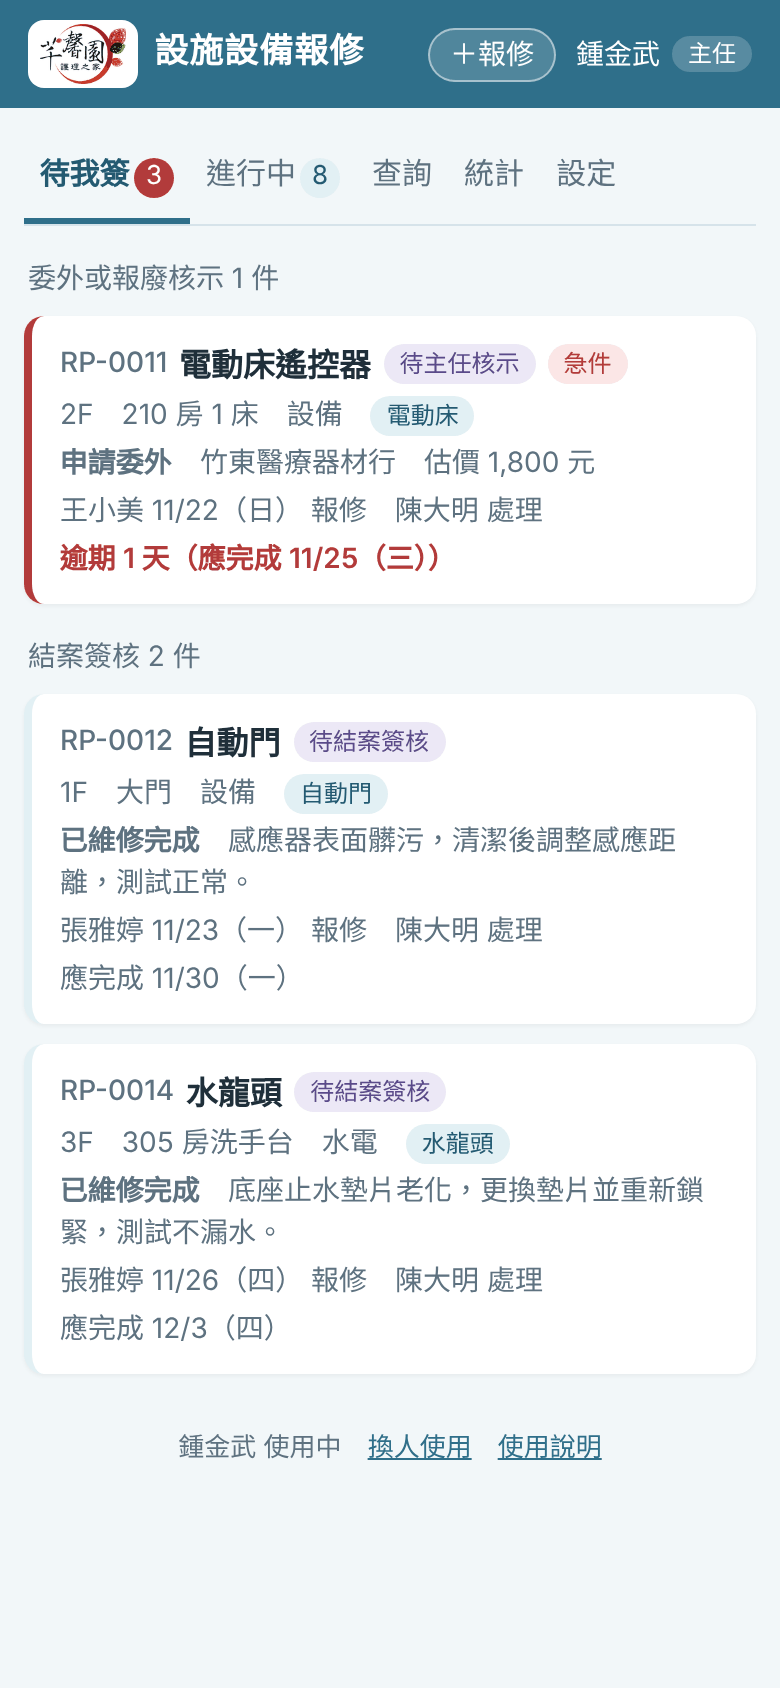 芊馨園
護理之家
設施設備報修
＋報修 鍾金武 主任
待我簽 3 進行中 8 查詢 統計 設定
委外或報廢核示 1 件
RP-0011 電動床遙控器 待主任核示 急件
2F 210 房 1 床 設備 電動床
申請委外 竹東醫療器材行 估價 1,800 元
王小美 11/22（日） 報修 陳大明 處理
逾期 1 天（應完成 11/25（三））
結案簽核 2 件
RP-0012 自動門 待結案簽核
1F 大門 設備 自動門
已維修完成 感應器表面髒污，清潔後調整感應距
離，測試正常。
張雅婷 11/23（一） 報修 陳大明 處理
應完成 11/30（一）
RP-0014 水龍頭 待結案簽核
3F 305 房洗手台 水電 水龍頭
已維修完成 底座止水墊片老化，更換墊片並重新鎖
緊，測試不漏水。
張雅婷 11/26（四） 報修 陳大明 處理
應完成 12/3（四）
鍾金武 使用中 換人使用 使用說明